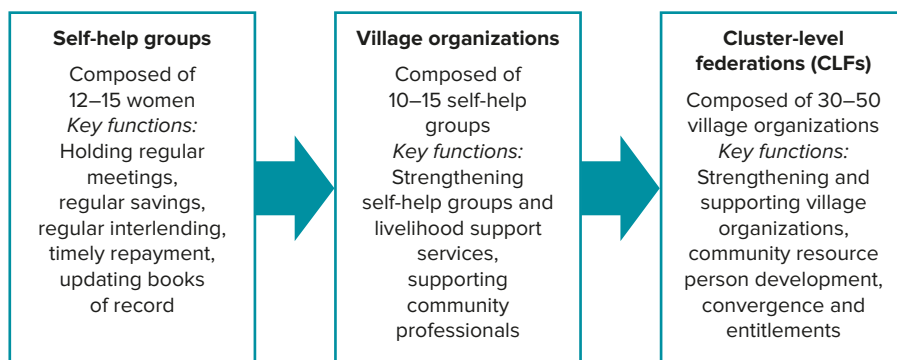 Self-help groups
Composed of
12–15 women
Key functions:
Holding regular
meetings,
regular savings,
regular interlending,
timely repayment,
updating books
of record
Village organizations
Composed of
10–15 self-help
groups
Key functions:
Strengthening
self-help groups and
livelihood support
services,
supporting
community
professionals
Cluster-level
federations (CLFs)
Composed of 30–50
village organizations
Key functions:
Strengthening and
supporting village
organizations,
community resource
person development,
convergence and
entitlements